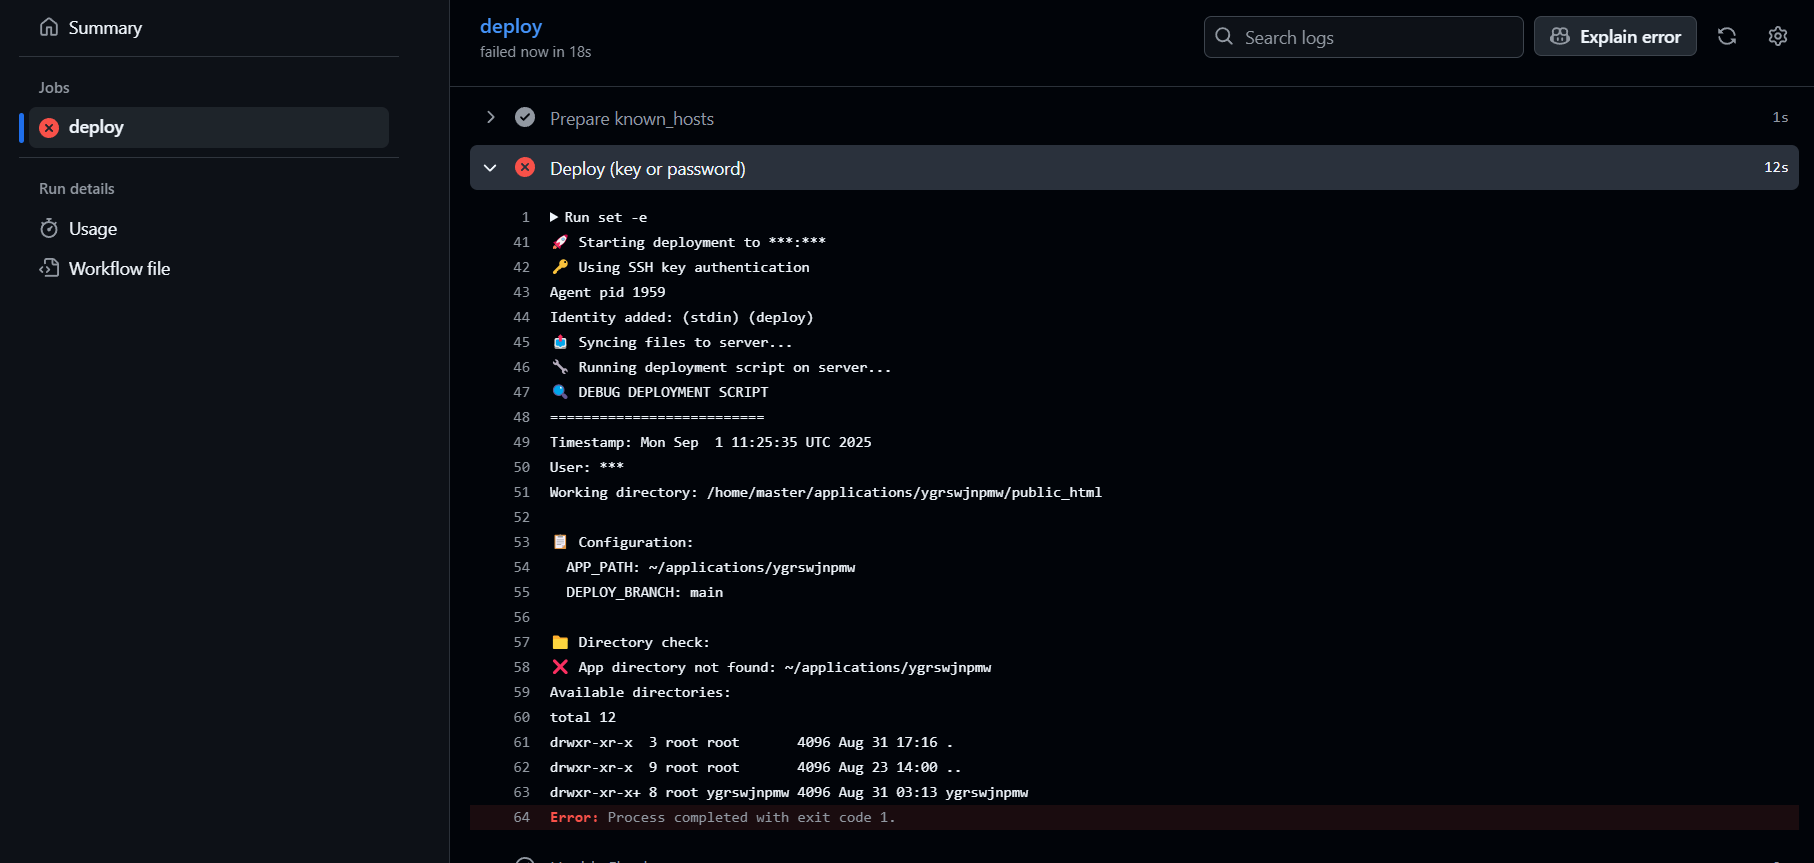 Summary
Jobs
deploy
Run details
Usage
Workflow file
deploy
failed now in 18s
Search logs
Explain error
Prepare known_hosts 1s
Deploy (key or password) 12s
1 Run set -e
41 🚀 Starting deployment to ***:***
42 🔑 Using SSH key authentication
43 Agent pid 1959
44 Identity added: (stdin) (deploy)
45 📤 Syncing files to server...
46 🔧 Running deployment script on server...
47 🔍 DEBUG DEPLOYMENT SCRIPT
48 ==========================
49 Timestamp: Mon Sep  1 11:25:35 UTC 2025
50 User: ***
51 Working directory: /home/master/applications/ygrswjnpmw/public_html
52
53 📋 Configuration:
54   APP_PATH: ~/applications/ygrswjnpmw
55   DEPLOY_BRANCH: main
56
57 📁 Directory check:
58 ❌ App directory not found: ~/applications/ygrswjnpmw
59 Available directories:
60 total 12
61 drwxr-xr-x  3 root root       4096 Aug 31 17:16 .
62 drwxr-xr-x  9 root root       4096 Aug 23 14:00 ..
63 drwxr-xr-x+ 8 root ygrswjnpmw 4096 Aug 31 03:13 ygrswjnpmw
64 Error: Process completed with exit code 1.